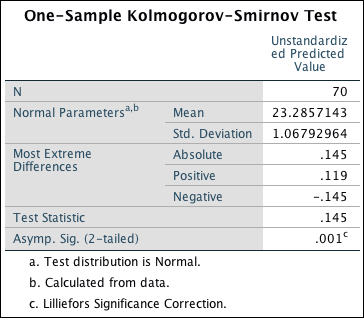 One-Sample Kolmogorov-Smirnov Test
Unstandardiz
ed Predicted
Value
N 70
Normal Parametersa,b Mean 23.2857143
Std. Deviation 1.06792964
Most Extreme
Differences Absolute .145
Positive .119
Negative -.145
Test Statistic .145
Asymp. Sig. (2-tailed) .001c
a. Test distribution is Normal.
b. Calculated from data.
c. Lilliefors Significance Correction.